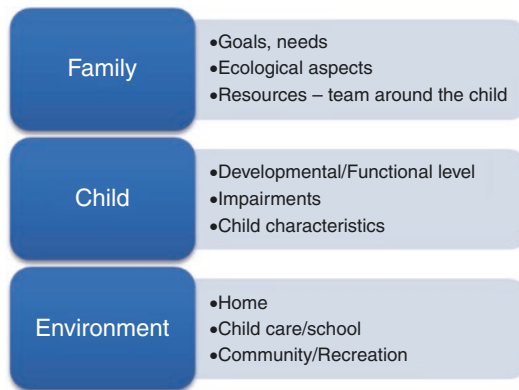 Family
•Goals, needs
•Ecological aspects
•Resources – team around the child
Child
•Developmental/Functional level
•Impairments
•Child characteristics
Environment
•Home
•Child care/school
•Community/Recreation